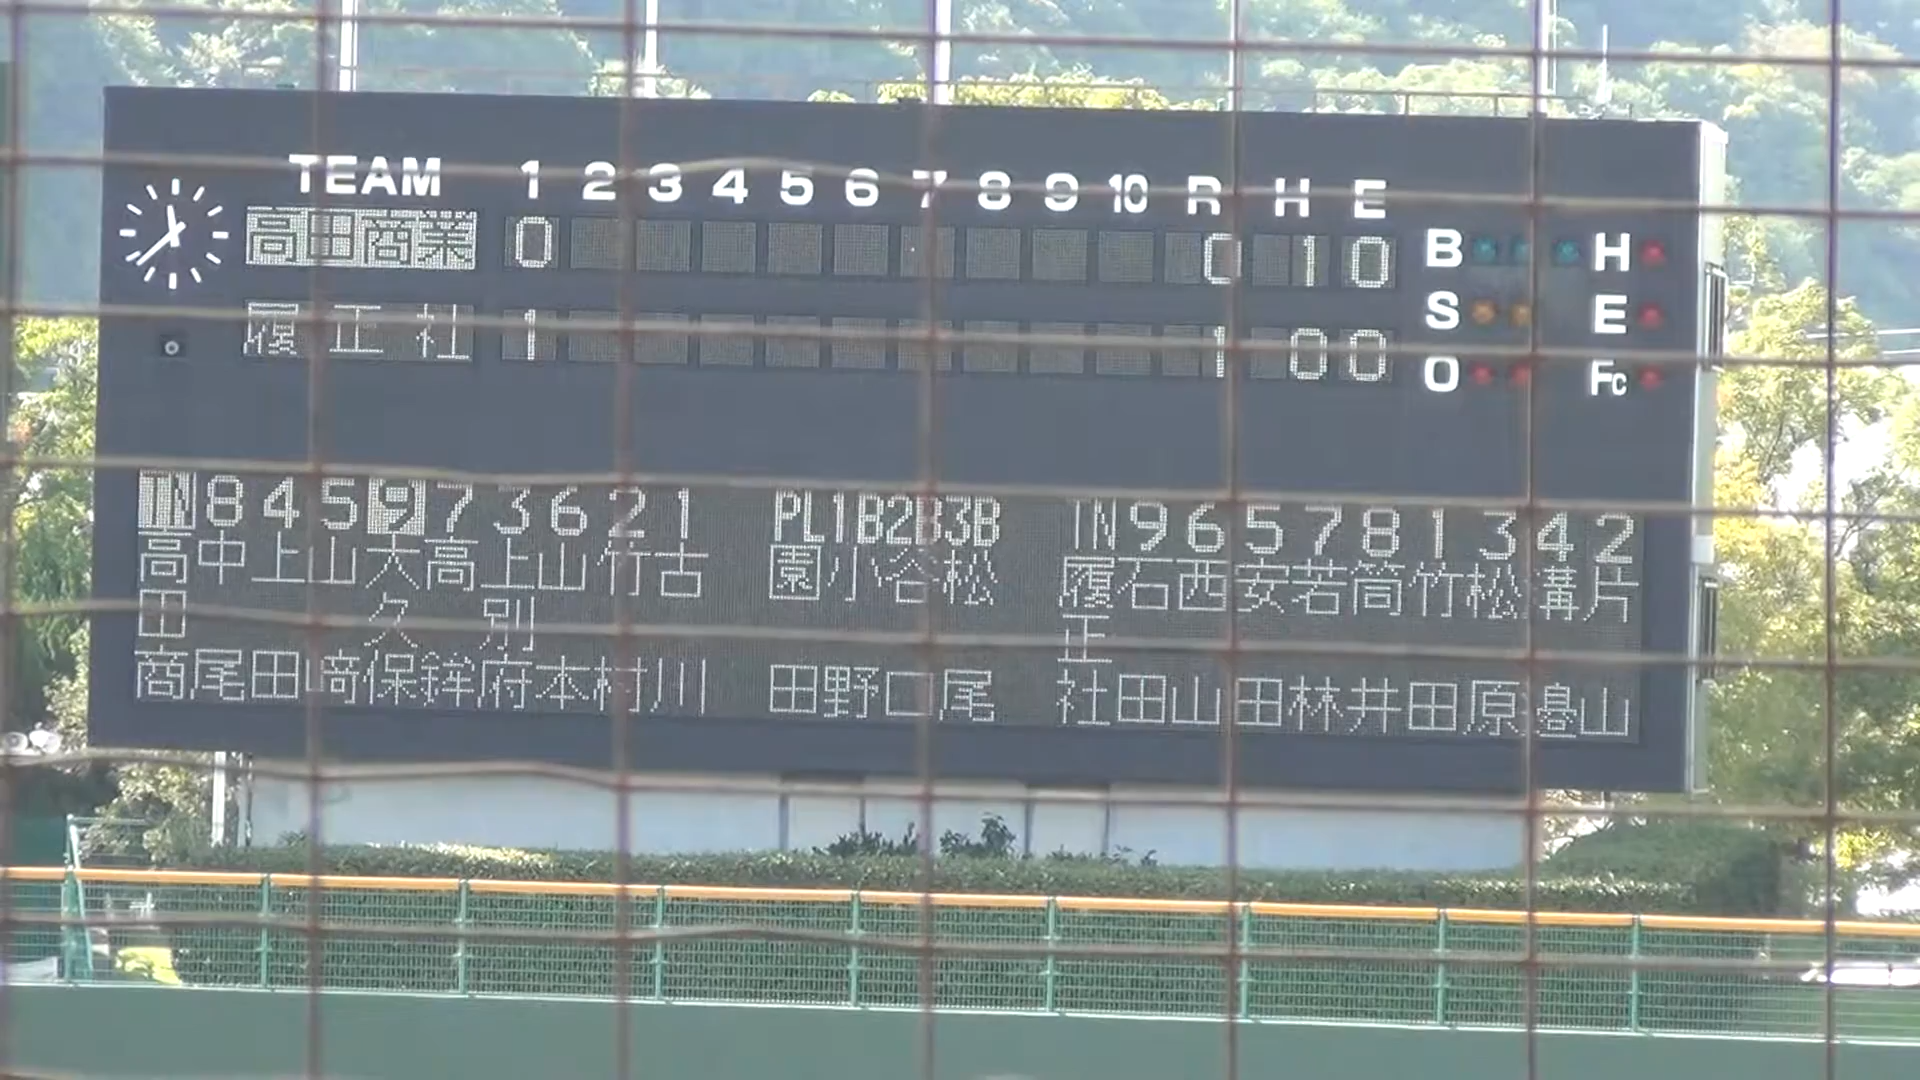 TEAM 1 2 3 4 5 6 7 8 9 10 R H E
高田商業 0 0 1 0
履正社 1 1 0 0
B H
S E
O Fc
TN 8 4 5 9 7 3 6 2 1 PL 1B 2B 3B TN 9 6 5 7 8 1 3 4 2
高中上山大高上山竹古 園小谷松 履石西安若筒竹松溝片
田 久 別 正
商尾田﨑保鉾府本村川 田野口尾 社田山田林井田原邉山